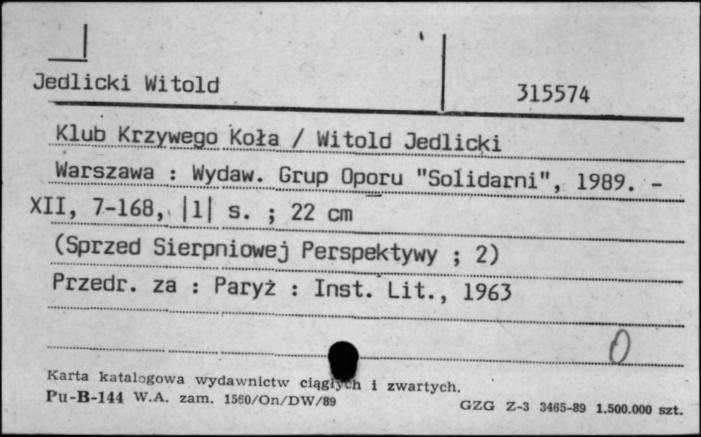 Jedlicki Witold
315574
Klub Krzywego Koła / Witold Jedlicki
Warszawa : Wydaw. Grup Oporu "Solidarni", 1989. -
XII, 7-168, |1| s. ; 22 cm
(Sprzed Sierpniowej Perspektywy ; 2)
Przedr. za : Paryż : Inst. Lit., 1963
0
Karta katalogowa wydawnictw ciągłych i zwartych.
Pu-B-144 W.A. zam. 1560/On/DW/89
GZG Z-3 3465-89 1.500.000 szt.